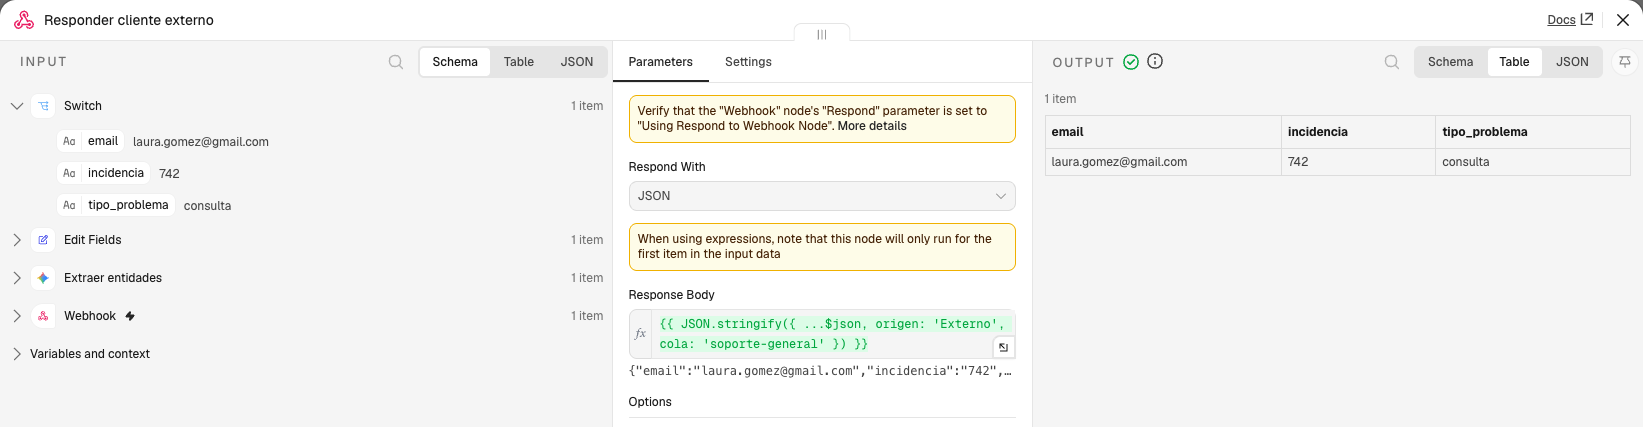 Responder cliente externo
Docs
INPUT
Schema
Table
JSON
Switch
1 item
Aa email laura.gomez@gmail.com
Aa incidencia 742
Aa tipo_problema consulta
Edit Fields
1 item
Extraer entidades
1 item
Webhook
1 item
Variables and context
Parameters
Settings
Verify that the "Webhook" node's "Respond" parameter is set to
"Using Respond to Webhook Node". More details
Respond With
JSON
When using expressions, note that this node will only run for the
first item in the input data
Response Body
fx
{{ JSON.stringify({ ...$json, origen: 'Externo',
cola: 'soporte-general' }) }}
{"email":"laura.gomez@gmail.com","incidencia":"742",…
Options
OUTPUT
Schema
Table
JSON
1 item
email incidencia tipo_problema
laura.gomez@gmail.com 742 consulta